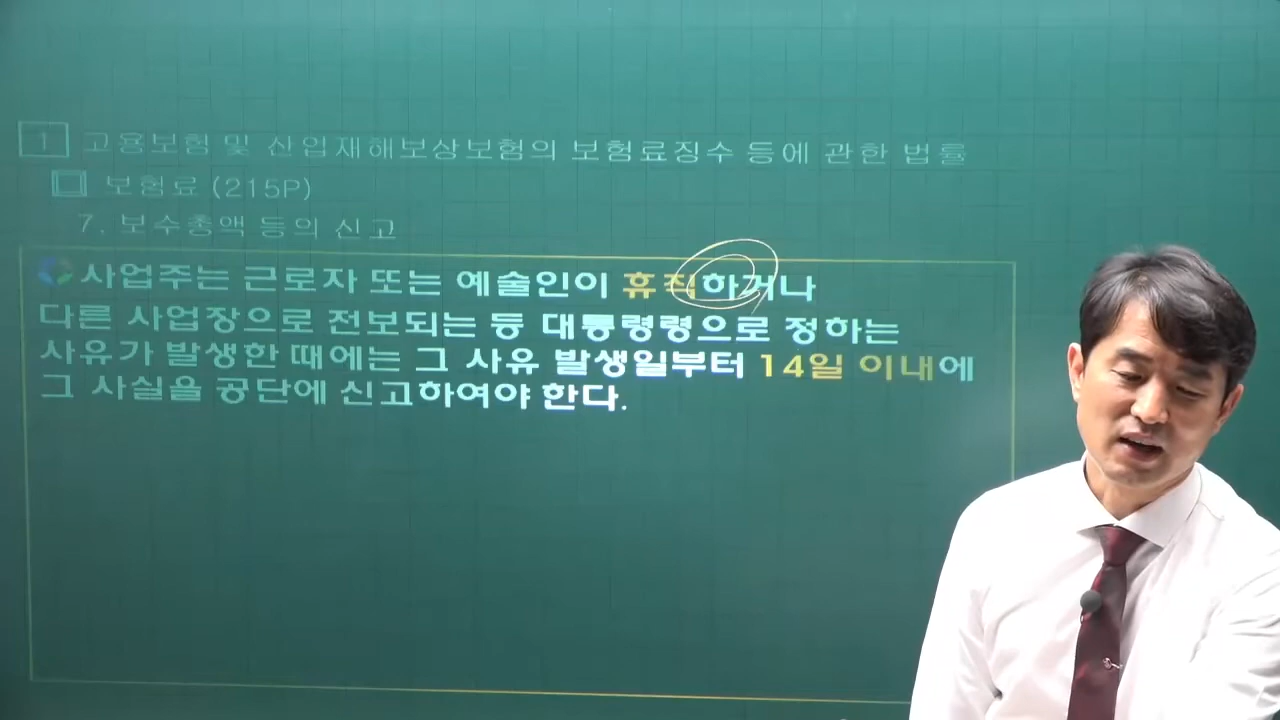 1 고용보험 및 산업재해보상보험의 보험료징수 등에 관한 법률
보험료 (215P)
7. 보수총액 등의 신고
사업주는 근로자 또는 예술인이 휴직하거나
다른 사업장으로 전보되는 등 대통령령으로 정하는
사유가 발생한 때에는 그 사유 발생일부터 14일 이내에
그 사실을 공단에 신고하여야 한다.